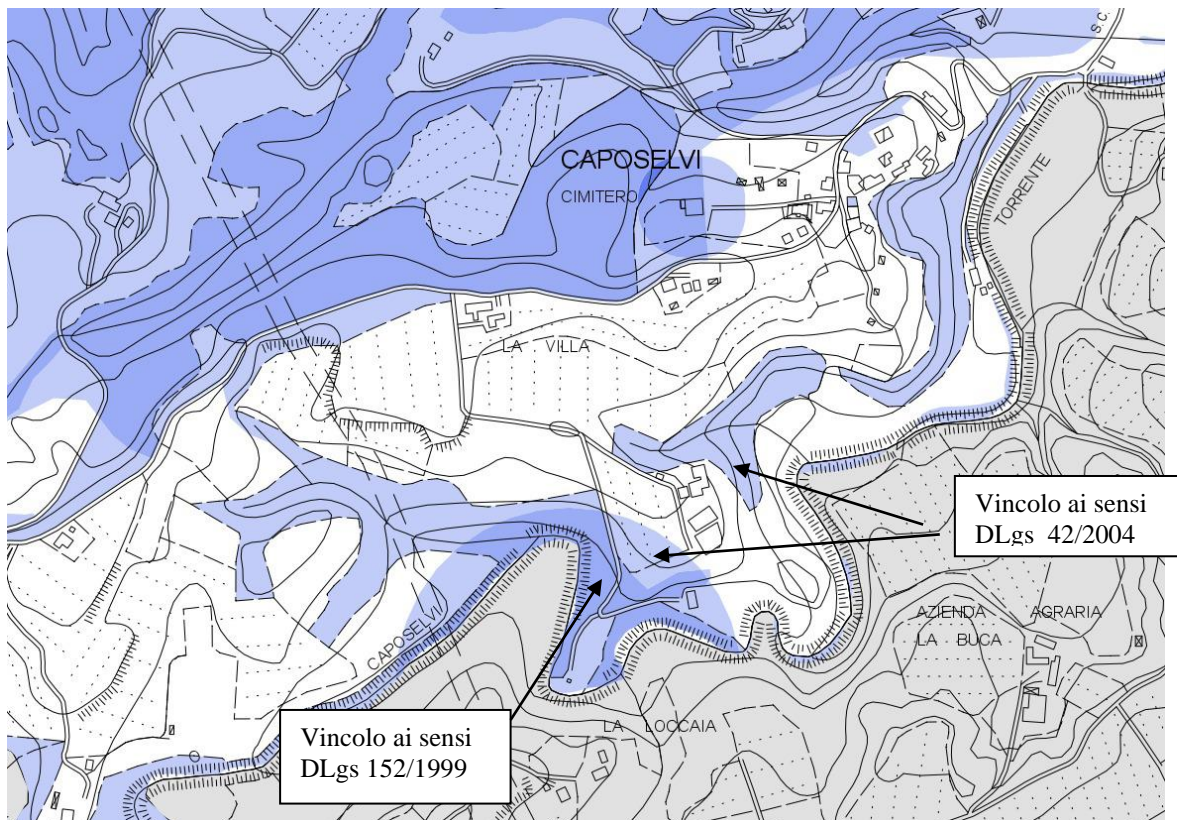 S.C.
CAPOSELVI
CIMITERO
TORRENTE
LA VILLA
Vincolo ai sensi
DLgs 42/2004
CAPOSELVI
AZIENDA AGRARIA
LA BUCA
LA LOCCAIA
Vincolo ai sensi
DLgs 152/1999